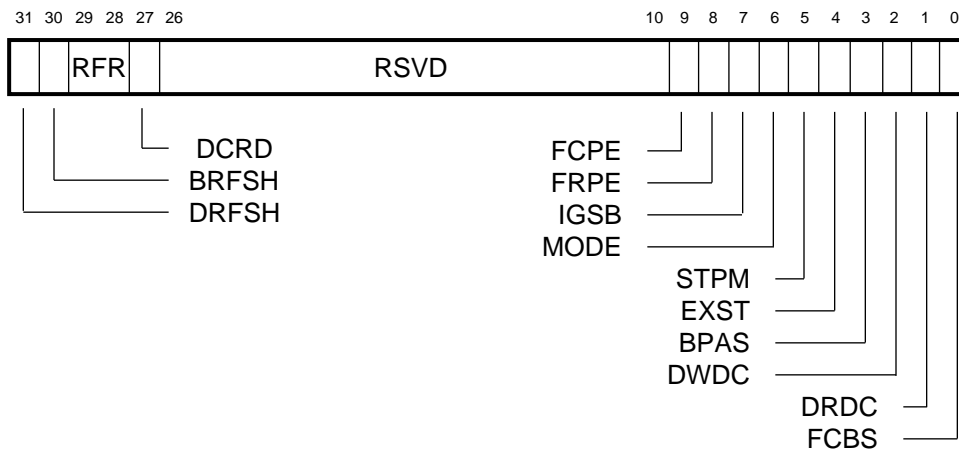 31 30 29 28 27 26 10 9 8 7 6 5 4 3 2 1 0
RFR RSVD
DCRD FCPE
BRFSH FRPE
DRFSH IGSB
MODE
STPM
EXST
BPAS
DWDC
DRDC
FCBS